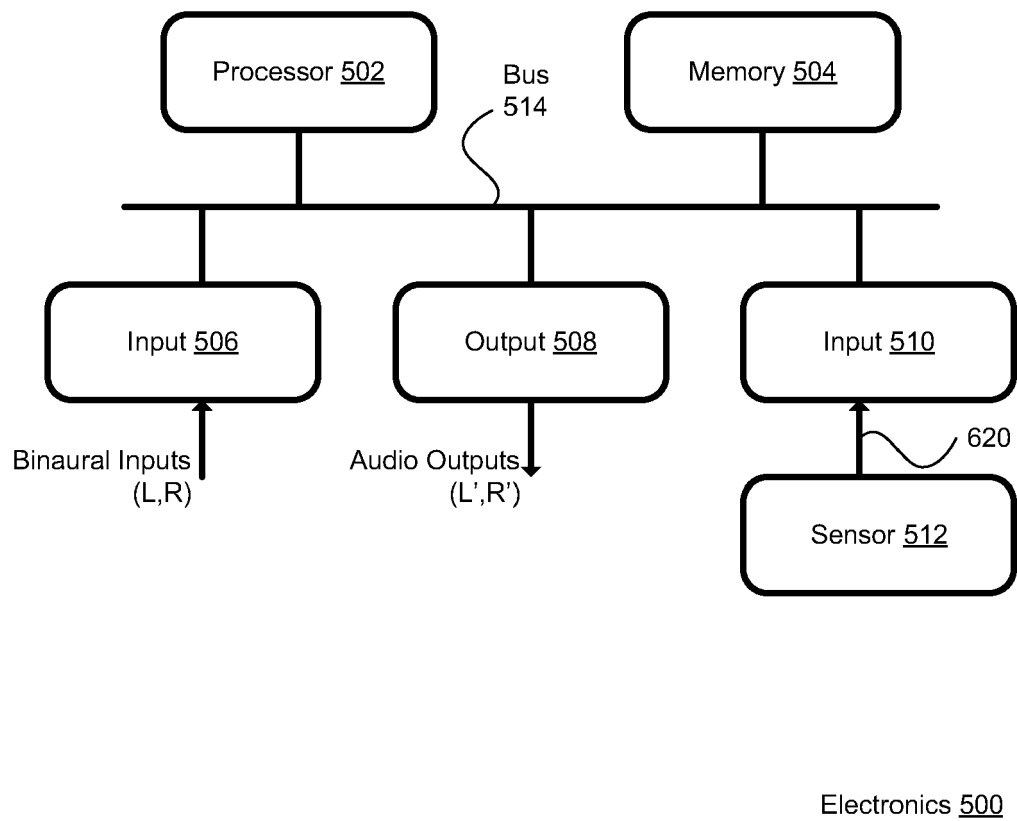 Processor 502
Bus
514
Memory 504
Input 506
Output 508
Input 510
Binaural Inputs
(L,R)
Audio Outputs
(L’,R’)
620
Sensor 512
Electronics 500